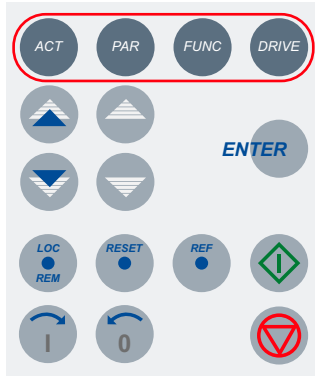 ACT PAR FUNC DRIVE
ENTER
LOC RESET REF
REM
I 0